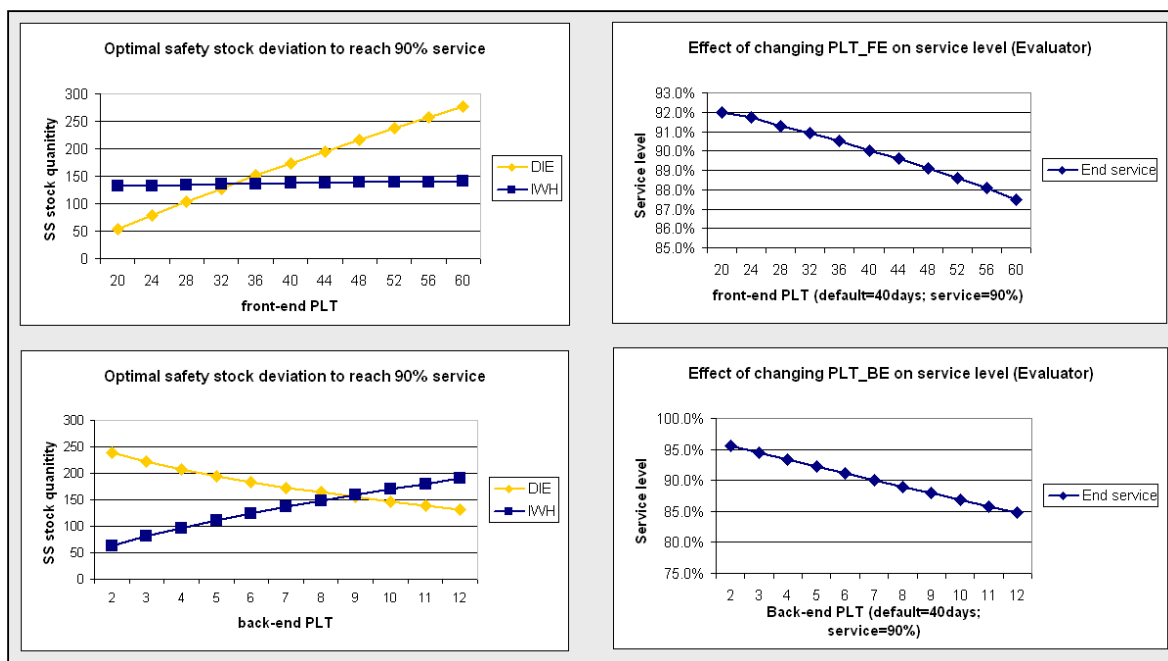 Optimal safety stock deviation to reach 90% service
SS stock quanitity
300
250
200
150
100
50
0
20 24 28 32 36 40 44 48 52 56 60
front-end PLT
DIE
IWH
Effect of changing PLT_FE on service level (Evaluator)
Service level
93.0%
92.0%
91.0%
90.0%
89.0%
88.0%
87.0%
86.0%
85.0%
20 24 28 32 36 40 44 48 52 56 60
front-end PLT (default=40days; service=90%)
End service
Optimal safety stock deviation to reach 90% service
SS stock quantity
300
250
200
150
100
50
0
2 3 4 5 6 7 8 9 10 11 12
back-end PLT
DIE
IWH
Effect of changing PLT_BE on service level (Evaluator)
Service level
100.0%
95.0%
90.0%
85.0%
80.0%
75.0%
2 3 4 5 6 7 8 9 10 11 12
Back-end PLT (default=40days;
service=90%)
End service